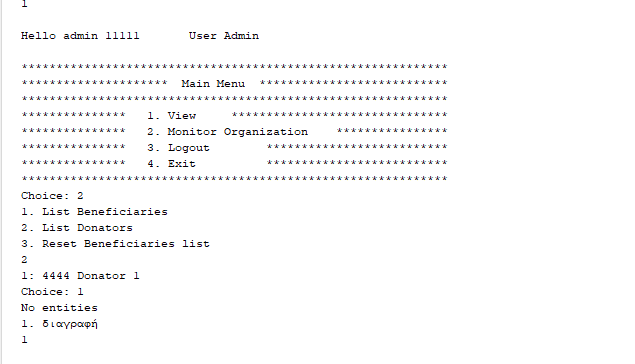 1
Hello admin 11111 User Admin
*************************************************************
********************* Main Menu ***************************
*************************************************************
*************** 1. View *******************************
*************** 2. Monitor Organization ****************
*************** 3. Logout **************************
*************** 4. Exit **************************
*************************************************************
Choice: 2
1. List Beneficiaries
2. List Donators
3. Reset Beneficiaries list
2
1: 4444 Donator 1
Choice: 1
No entities
1. διαγραφή
1